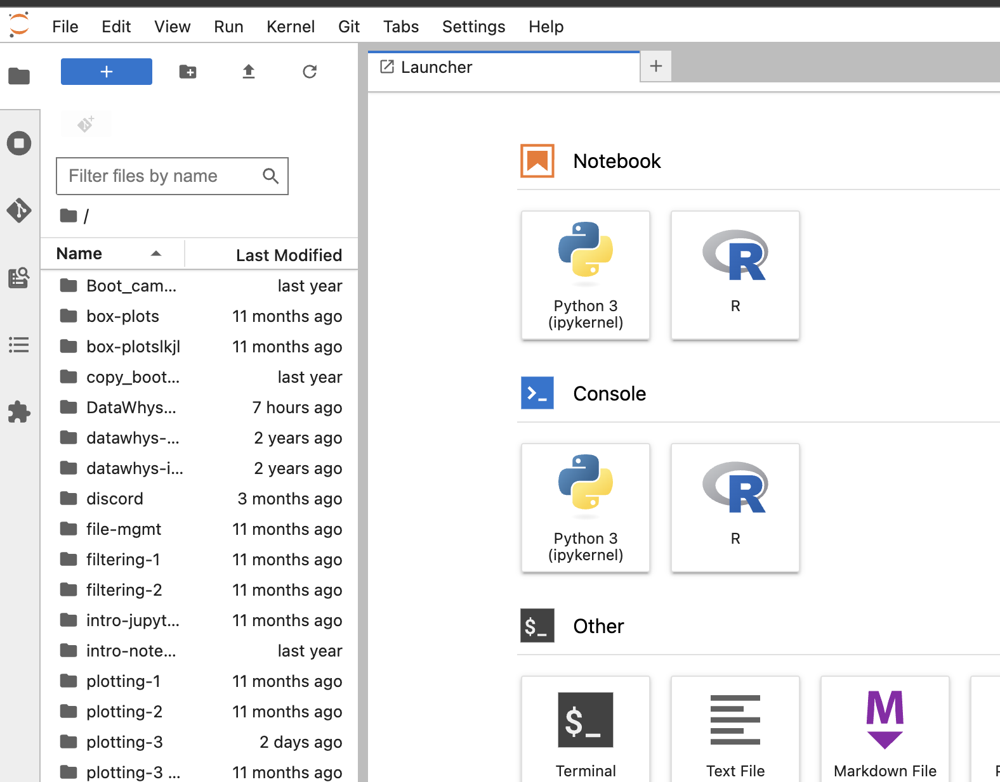 File Edit View Run Kernel Git Tabs Settings Help
Launcher
Filter files by name
/
Name Last Modified
Boot_cam... last year
box-plots 11 months ago
box-plotslkjl 11 months ago
copy_boot... last year
DataWhys... 7 hours ago
datawhys-... 2 years ago
datawhys-i... 2 years ago
discord 3 months ago
file-mgmt 11 months ago
filtering-1 11 months ago
filtering-2 11 months ago
intro-jupyt... 11 months ago
intro-note... last year
plotting-1 11 months ago
plotting-2 11 months ago
plotting-3 2 days ago
plotting-3 ... 11 months ago
Notebook
Python 3
(ipykernel)
R
R
Console
Python 3
(ipykernel)
R
R
$_
Other
$_
Terminal
Text File
M
Markdown File